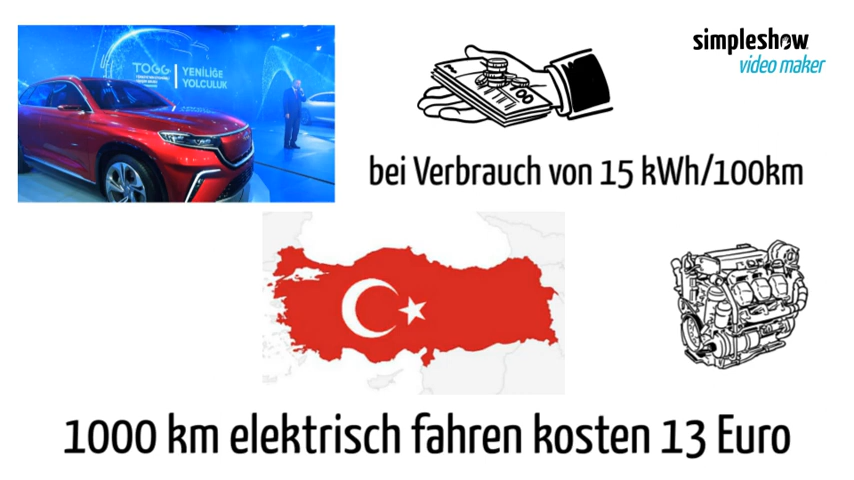 TOGG
YENİLİĞE
YOLCULUK
simpleshow
video maker
100
bei Verbrauch von 15 kWh/100km
1000 km elektrisch fahren kosten 13 Euro